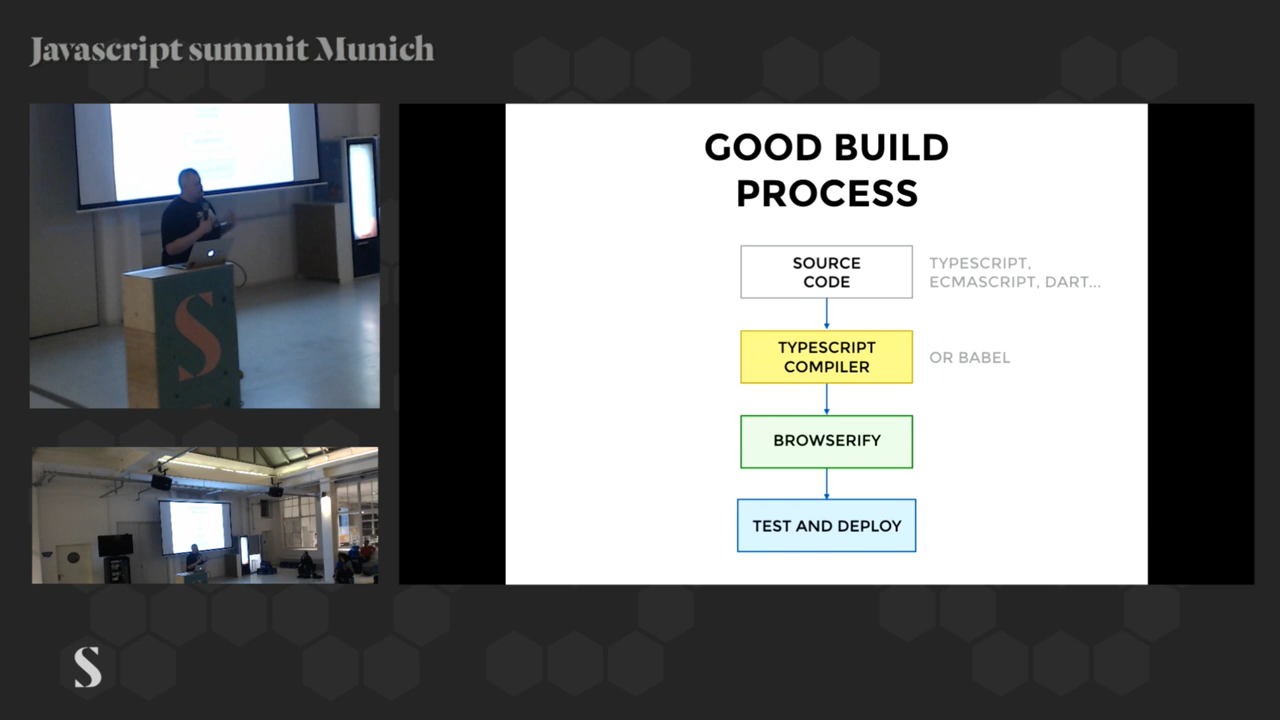 Javascript summit Munich
GOOD BUILD
PROCESS
SOURCE
CODE
TYPESCRIPT,
ECMASCRIPT, DART...
TYPESCRIPT
COMPILER
OR BABEL
BROWSERIFY
TEST AND DEPLOY
S
S